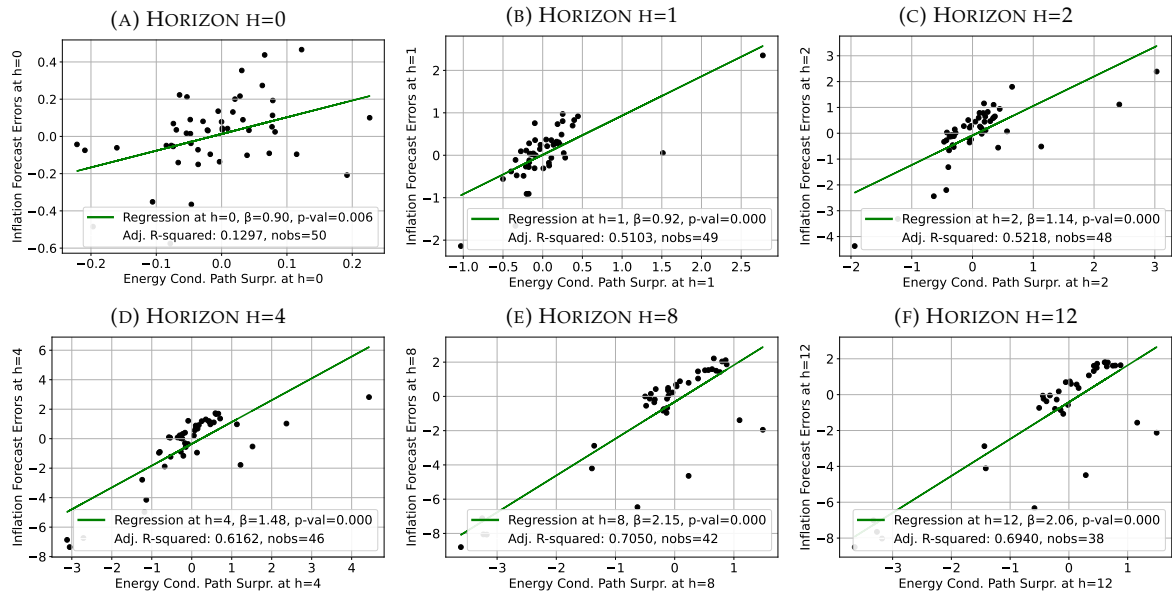 (A) HORIZON H=0
Inflation Forecast Errors at h=0
0.4
0.2
0.0
−0.2
−0.4
−0.6
Regression at h=0, β=0.90, p-val=0.006
Adj. R-squared: 0.1297, nobs=50
−0.2
−0.1
0.0
0.1
0.2
Energy Cond. Path Surpr. at h=0
(B) HORIZON H=1
Inflation Forecast Errors at h=1
2
1
0
−1
−2
Regression at h=1, β=0.92, p-val=0.000
Adj. R-squared: 0.5103, nobs=49
−1.0
−0.5
0.0
0.5
1.0
1.5
2.0
2.5
Energy Cond. Path Surpr. at h=1
(C) HORIZON H=2
Inflation Forecast Errors at h=2
3
2
1
0
−1
−2
−3
−4
Regression at h=2, β=1.14, p-val=0.000
Adj. R-squared: 0.5218, nobs=48
−2
−1
0
1
2
3
Energy Cond. Path Surpr. at h=2
(D) HORIZON H=4
Inflation Forecast Errors at h=4
6
4
2
0
−2
−4
−6
−8
Regression at h=4, β=1.48, p-val=0.000
Adj. R-squared: 0.6162, nobs=46
−3
−2
−1
0
1
2
3
4
Energy Cond. Path Surpr. at h=4
(E) HORIZON H=8
Inflation Forecast Errors at h=8
2
0
−2
−4
−6
−8
Regression at h=8, β=2.15, p-val=0.000
Adj. R-squared: 0.7050, nobs=42
−3
−2
−1
0
1
Energy Cond. Path Surpr. at h=8
(F) HORIZON H=12
Inflation Forecast Errors at h=12
2
0
−2
−4
−6
−8
Regression at h=12, β=2.06, p-val=0.000
Adj. R-squared: 0.6940, nobs=38
−3
−2
−1
0
1
Energy Cond. Path Surpr. at h=12